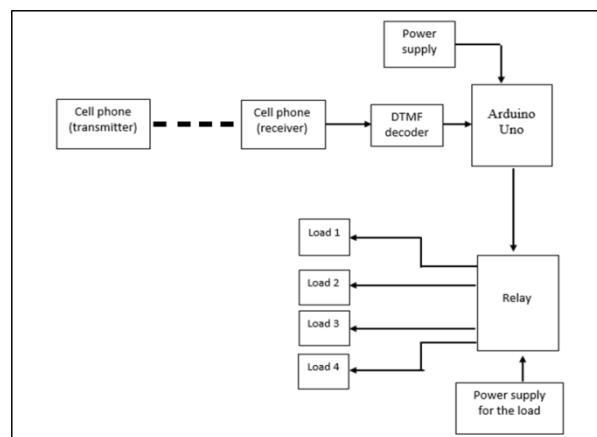 Power
supply
Cell phone
(transmitter)
Cell phone
(receiver)
DTMF
decoder
Arduino
Uno
Load 1
Load 2
Load 3
Load 4
Relay
Power supply
for the load